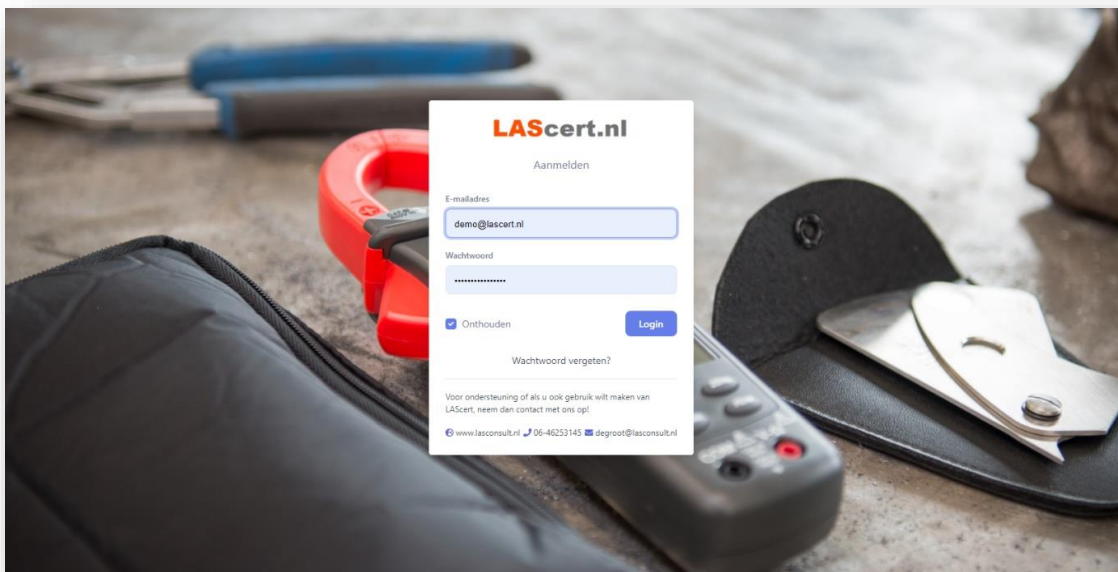 LAScert.nl
Aanmelden
E-mailadres
demo@lascert.nl
Wachtwoord
Onthouden
Login
Wachtwoord vergeten?
Voor ondersteuning of als u ook gebruik wilt maken van
LAScert, neem dan contact met ons op!
www.lasconsult.nl 06-46253145 degroot@lasconsult.nl